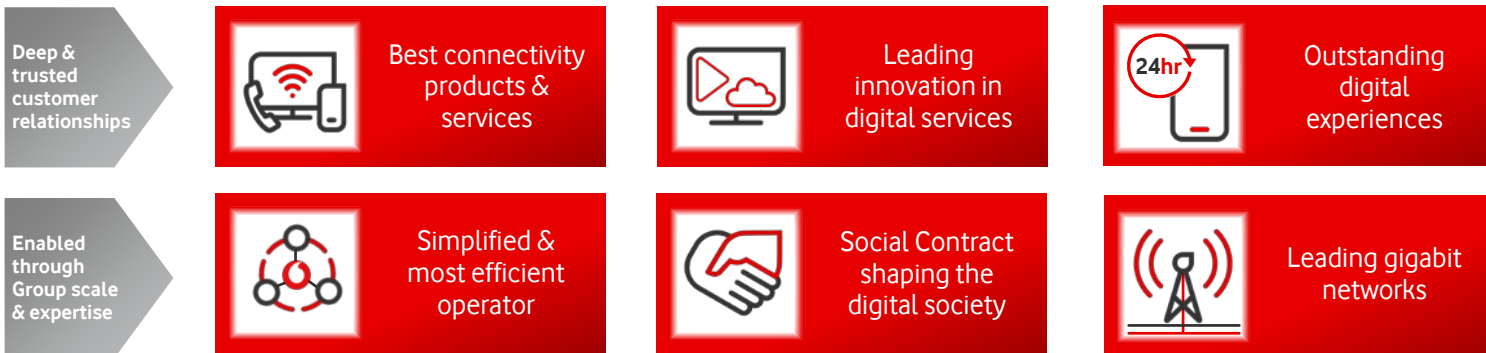 Deep &
trusted
customer
relationships
Best connectivity
products &
services
Leading
innovation in
digital services
24hr
Outstanding
digital
experiences
Enabled
through
Group scale
& expertise
Simplified &
most efficient
operator
Social Contract
shaping the
digital society
Leading gigabit
networks